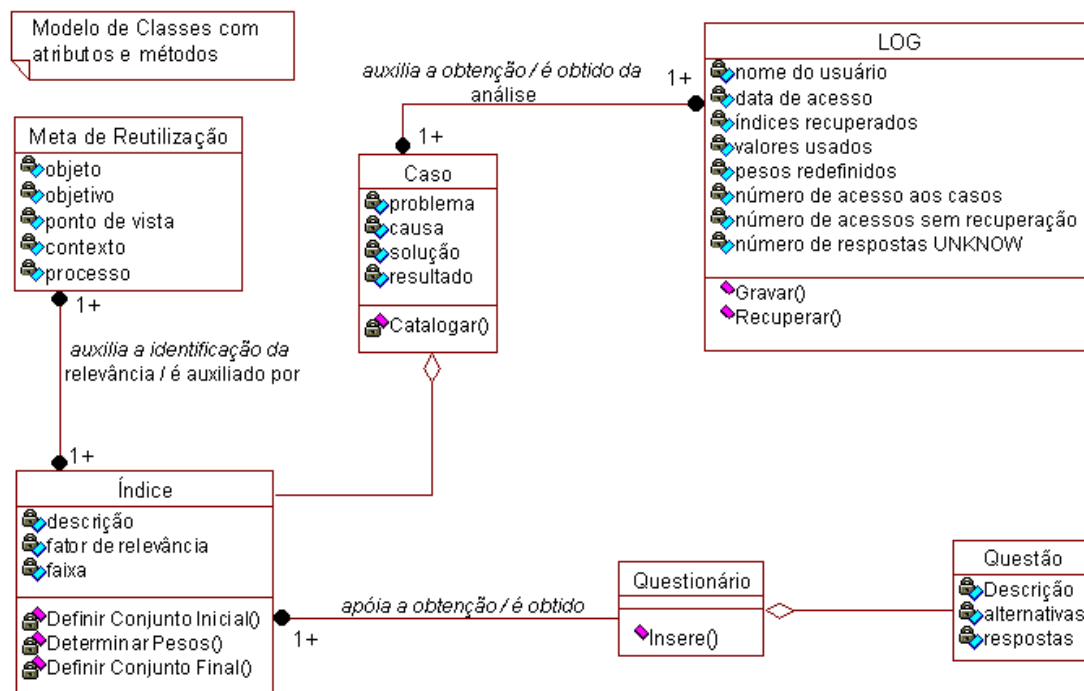 Modelo de Classes com
atributos e métodos
LOG
nome do usuário
data de acesso
índices recuperados
valores usados
pesos redefinidos
número de acesso aos casos
número de acessos sem recuperação
número de respostas UNKNOW
Gravar()
Recuperar()
auxilia a obtenção / é obtido da
análise
1+
1+
Meta de Reutilização
objeto
objetivo
ponto de vista
contexto
processo
1+
Caso
problema
causa
solução
resultado
Catalogar()
auxilia a identificação da
relevância / é auxiliado por
1+
Índice
descrição
fator de relevância
faixa
Definir Conjunto Inicial()
Determinar Pesos()
Definir Conjunto Final()
apóia a obtenção / é obtido
1+
Questionário
Insere()
Questão
Descrição
alternativas
respostas